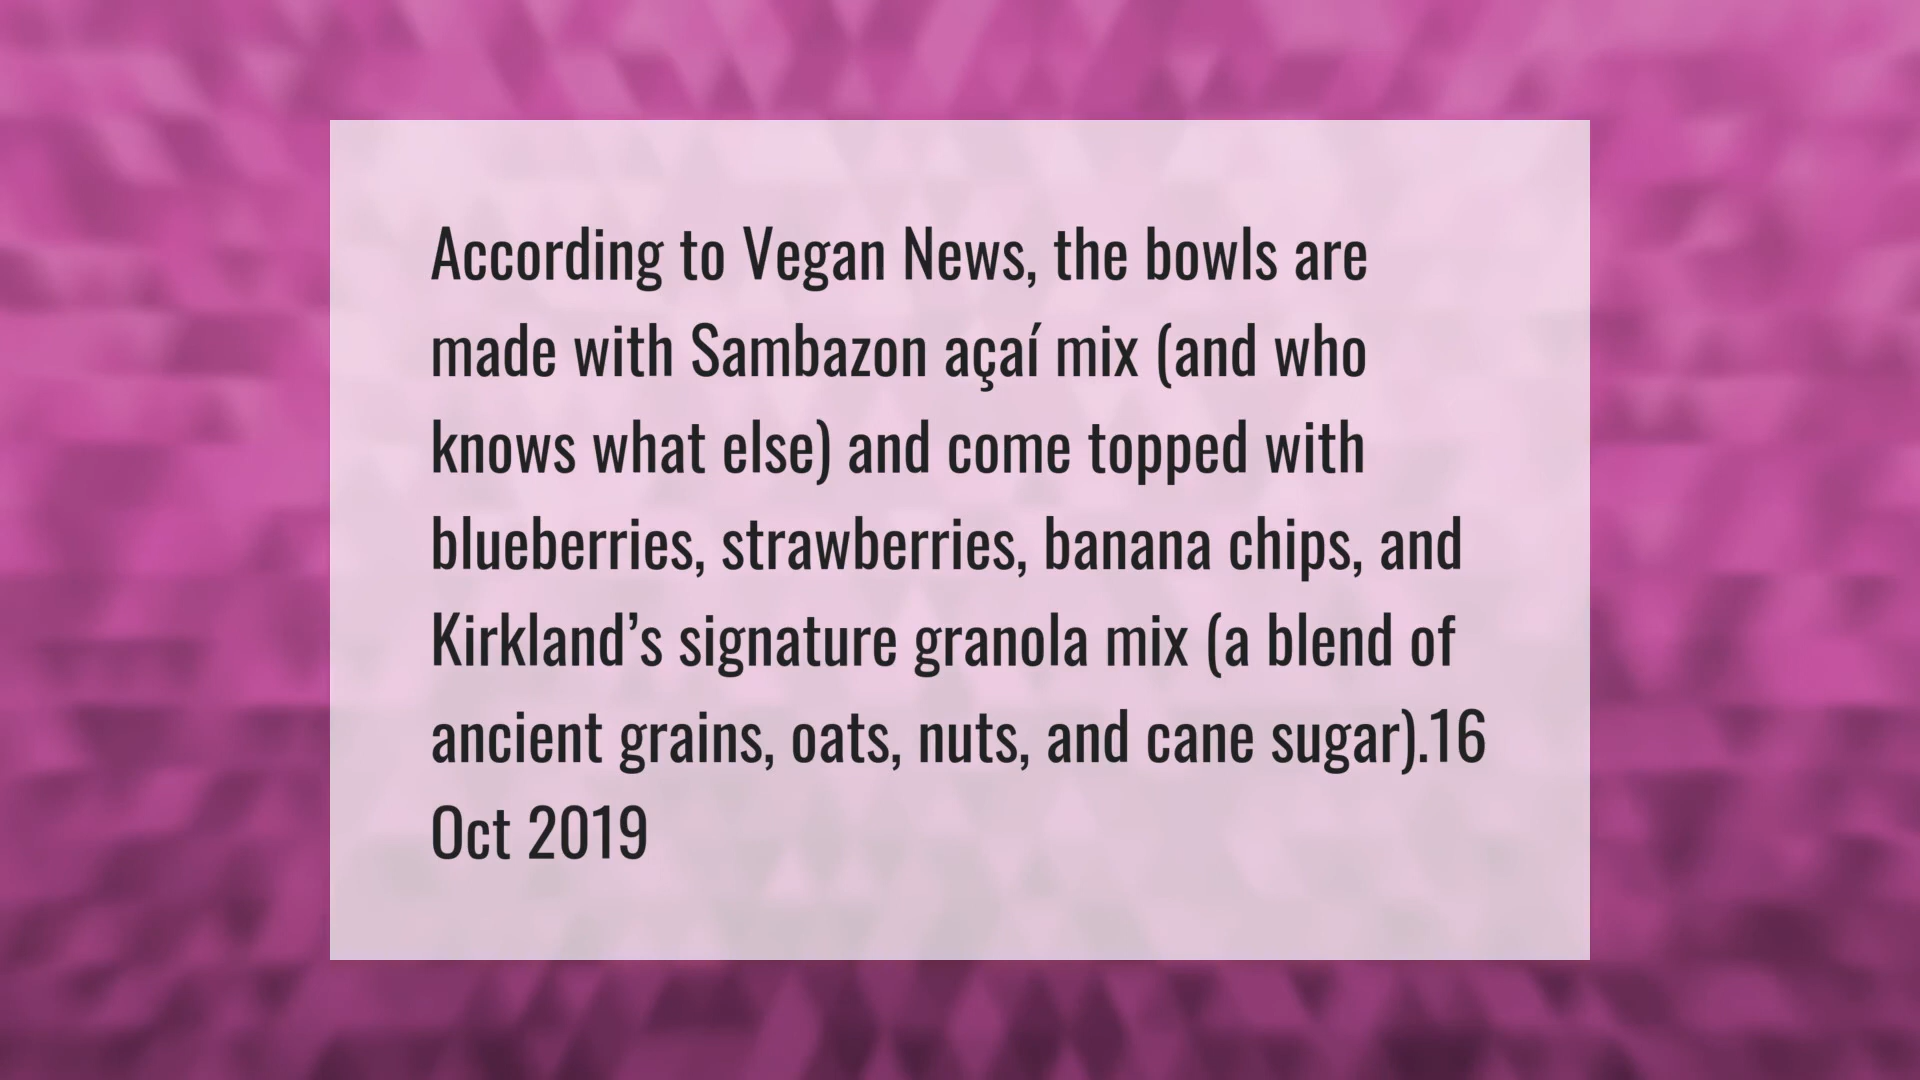 According to Vegan News, the bowls are
made with Sambazon açaí mix (and who
knows what else) and come topped with
blueberries, strawberries, banana chips, and
Kirkland’s signature granola mix (a blend of
ancient grains, oats, nuts, and cane sugar).16
Oct 2019